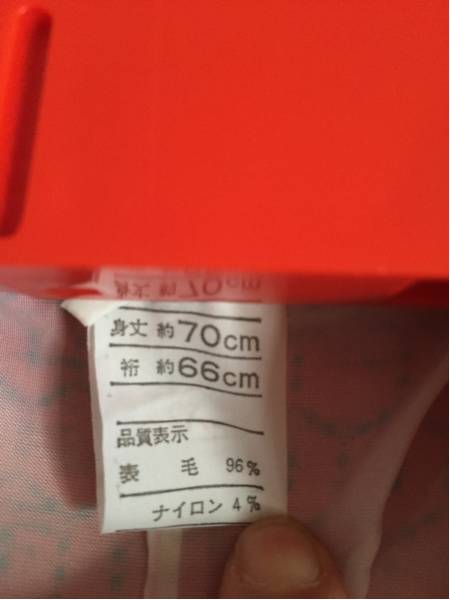 身丈 約70cm
裄 約66cm
品質表示
表 毛 96%
ナイロン 4%